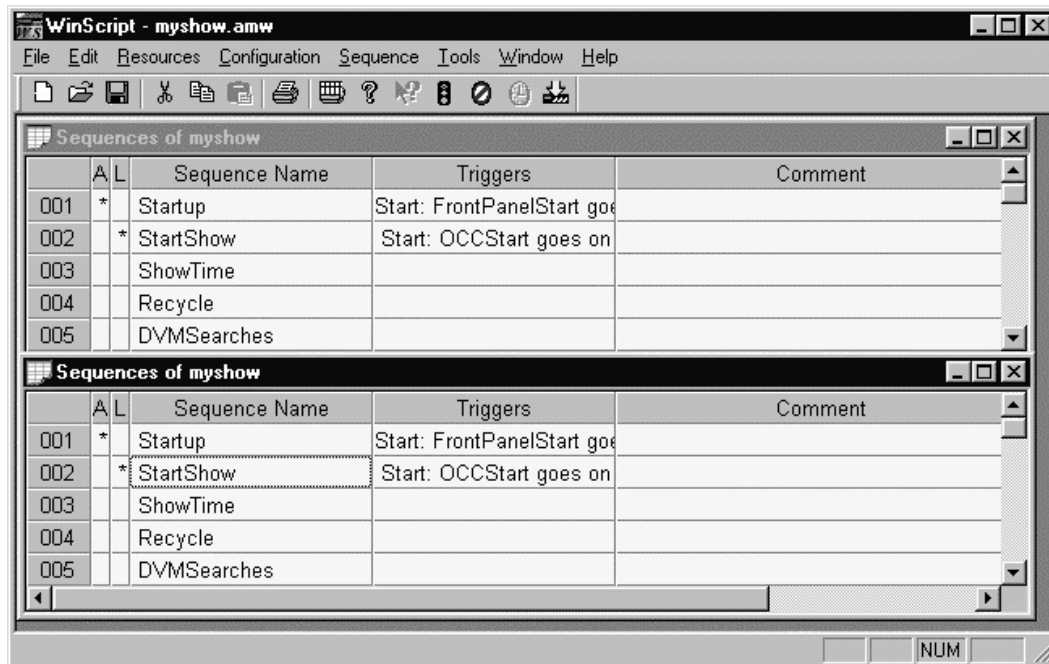 WinScript - myshow.amw
File Edit Resources Configuration Sequence Tools Window Help
Sequences of myshow
A L Sequence Name Triggers Comment
001 * Startup Start: FrontPanelStart goe
002 * StartShow Start: OCCStart goes on
003 ShowTime
004 Recycle
005 DVMSearches
Sequences of myshow
A L Sequence Name Triggers Comment
001 * Startup Start: FrontPanelStart goe
002 * StartShow Start: OCCStart goes on
003 ShowTime
004 Recycle
005 DVMSearches
NUM